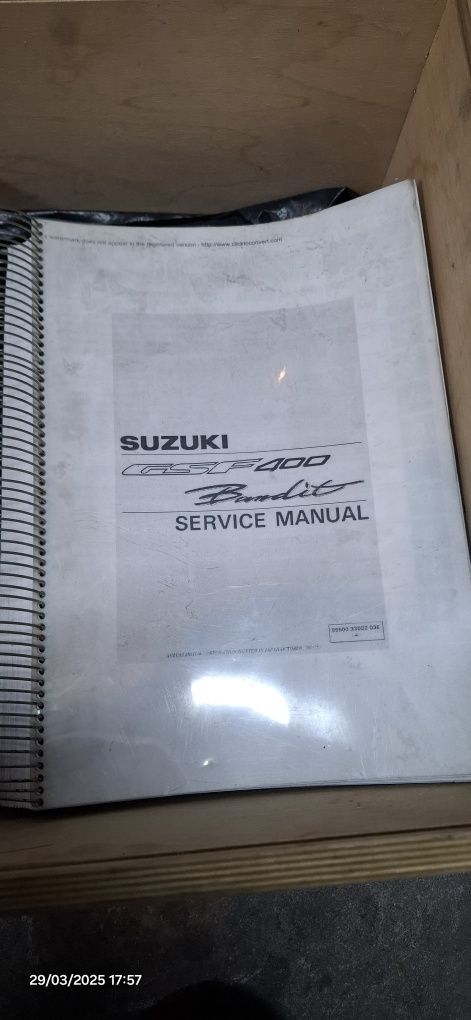 watermark does not appear in the registered version - http://www.clicktoconvert.com
SUZUKI
GSF400
Bandit
SERVICE MANUAL
29/03/2025 17:57